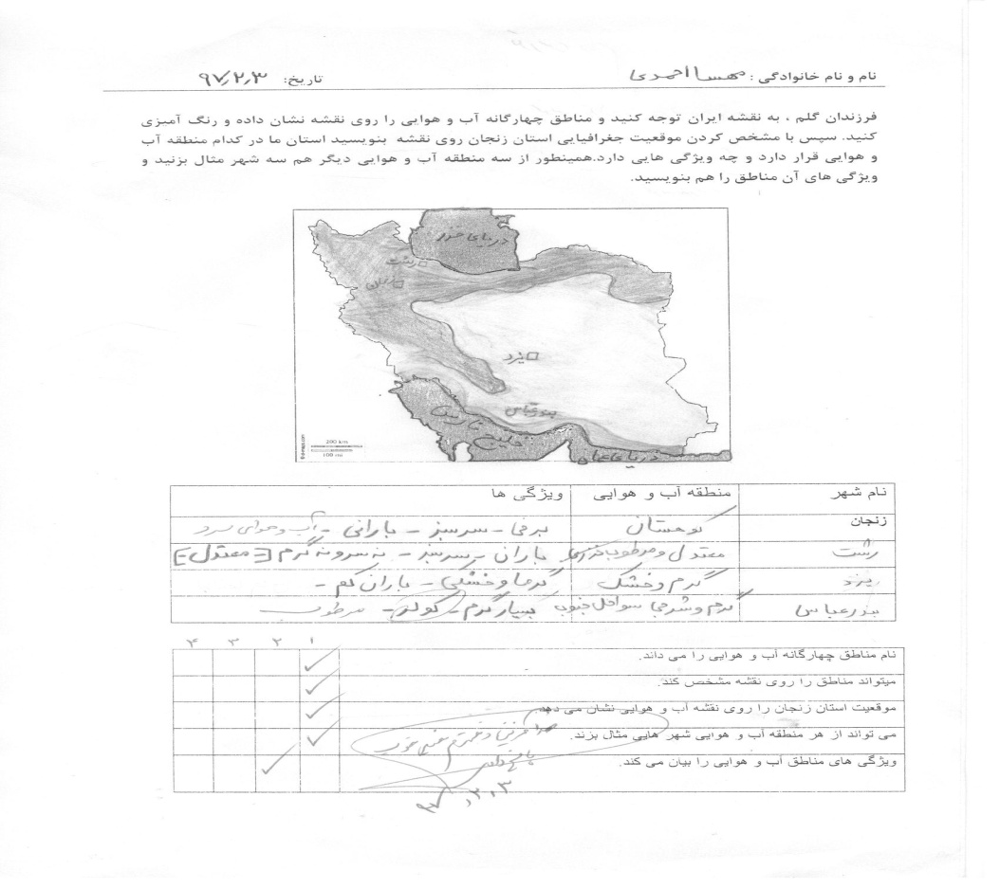 نام و نام خانوادگی : مهسا احمدی تاریخ: ۹۷٫۲٫۳
فرزندان گلم ، به نقشه ایران توجه کنید و مناطق چهارگانه آب و هوایی را روی نقشه نشان داده و رنگ آمیزی
کنید. سپس با مشخص کردن موقعیت جغرافیایی استان زنجان روی نقشه بنویسید استان ما در کدام منطقه آب
و هوایی قرار دارد و چه ویژگی هایی دارد.همینطور از سه منطقه آب و هوایی دیگر هم سه شهر مثال بزنید و
ویژگی های آن مناطق را هم بنویسید.
دریای خزر
رشت
زنجان
یزد
بندرعباس
خلیج فارس
دریای عمان
200 km
100 mi
نام شهر منطقه آب و هوایی ویژگی ها
زنجان کوهستان برفی - سرسبز - بارانی - آب و هوای سرد
رشت معتدل و مرطوب باران - سرسبز - نه سرد و نه گرم [- معتدل -]
یزد گرم و خشک گرما و خشکی - باران کم -
بندرعباس گرم و شرجی سواحل جنوب بسیار گرم - - مرطوب
۱ ۲ ۳ ۴
نام مناطق چهارگانه آب و هوایی را می داند.
میتواند مناطق را روی نقشه مشخص کند.
موقعیت استان زنجان را روی نقشه آب و هوایی نشان می دهد
می تواند از هر منطقه آب و هوایی شهر هایی مثال بزند.
ویژگی های مناطق آب و هوایی را بیان می کند.
آفرین دخترم خیلی خوب
۹۷٫۲٫۳